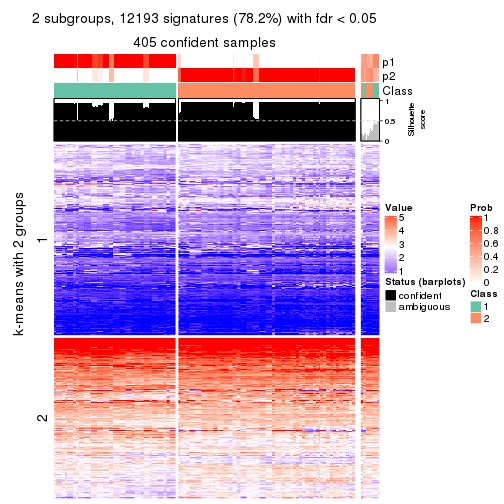 2 subgroups, 12193 signatures (78.2%) with fdr < 0.05
405 confident samples
p1
p2
Class
1
0.5
0
Silhouette
score
k-means with 2 groups
1
2
Value
5
4
3
2
1
Status (barplots)
confident
ambiguous
Prob
1
0.8
0.6
0.4
0.2
0
Class
1
2